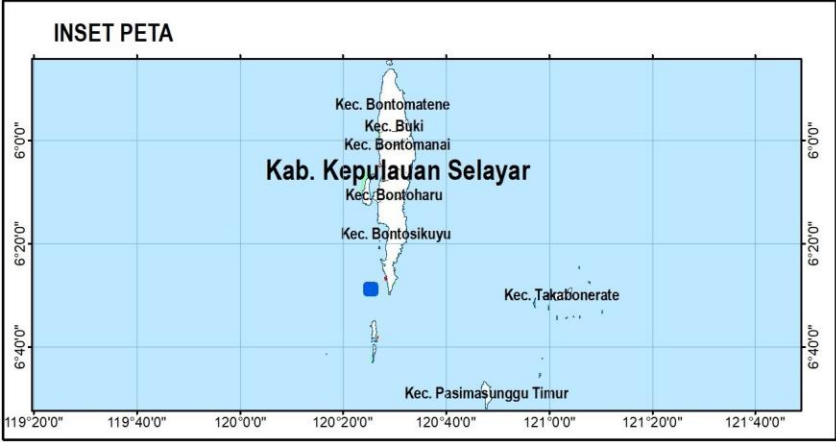 INSET PETA
Kec. Bontomatene
Kec. Buki
Kec. Bontomanai
Kab. Kepulauan Selayar
Kec. Bontoharu
Kec. Bontosikuyu
Kec. Takabonerate
Kec. Pasimasunggu Timur
6°0'0"
6°20'0"
6°40'0"
6°0'0"
6°20'0"
6°40'0"
119°20'0" 119°40'0" 120°0'0" 120°20'0" 120°40'0" 121°0'0" 121°20'0" 121°40'0"